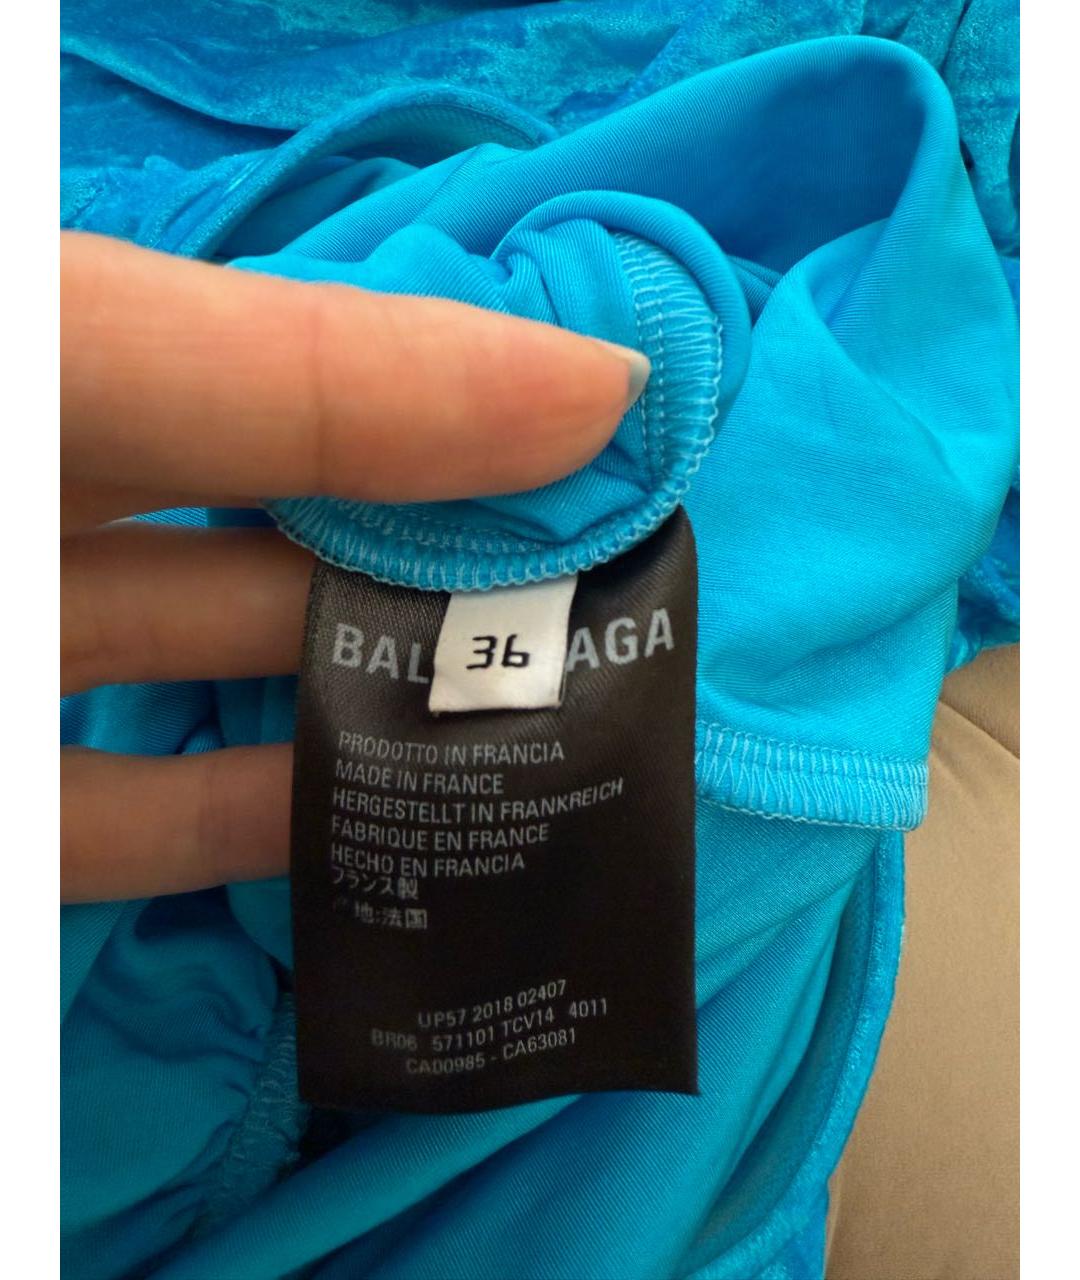 BAL 36 AGA
PRODOTTO IN FRANCIA
MADE IN FRANCE
HERGESTELLT IN FRANKREICH
FABRIQUE EN FRANCE
HECHO EN FRANCIA
フランス製
地:法国
UP57 2018 02407
BR06 571101 TCV14 4011
CA00985 - CA63081